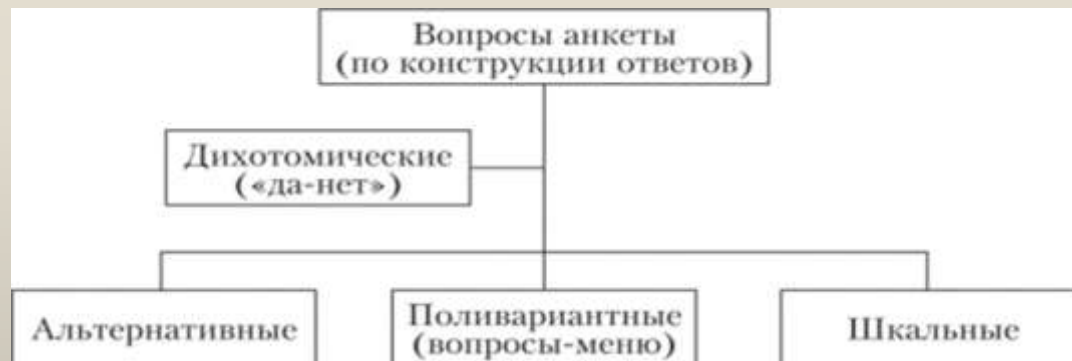 Вопросы анкеты
(по конструкции ответов)
Дихотомические
(«да-нет»)
Альтернативные
Поливариантные
(вопросы-меню)
Шкальные